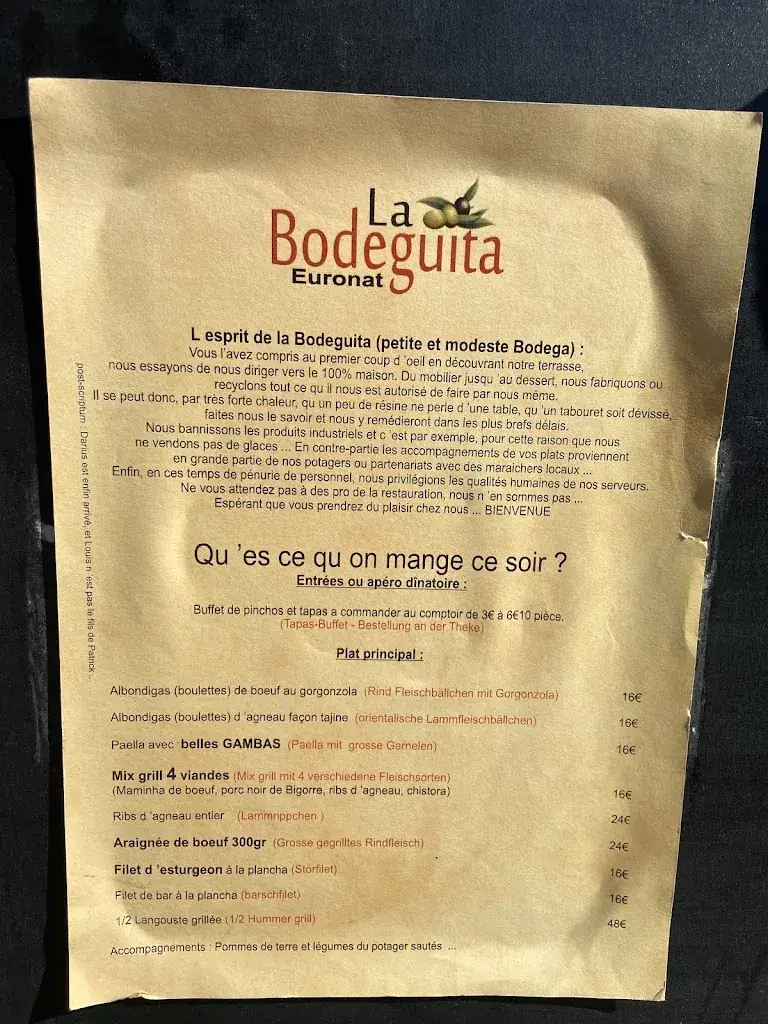 La
Bodeguita
Euronat
L esprit de la Bodeguita (petite et modeste Bodega) :
Vous l'avez compris au premier coup d 'oeil en découvrant notre terrasse,
nous essayons de nous diriger vers le 100% maison. Du mobilier jusqu 'au dessert, nous fabriquons ou
recyclons tout ce qu il nous est autorisé de faire par nous même.
Il se peut donc, par très forte chaleur, qu un peu de résine ne perle d 'une table, qu 'un tabouret soit dévissé,
faites nous le savoir et nous y remédieront dans les plus brefs délais.
Nous bannissons les produits industriels et c 'est par exemple, pour cette raison que nous
ne vendons pas de glaces ... En contre-partie les accompagnements de vos plats proviennent
en grande partie de nos potagers ou partenariats avec des maraichers locaux ...
Enfin, en ces temps de pénurie de personnel, nous privilégions les qualités humaines de nos serveurs.
Ne vous attendez pas à des pro de la restauration, nous n 'en sommes pas ...
Espérant que vous prendrez du plaisir chez nous ... BIENVENUE
post-scriptum : Darius est enfin arrivé, et Louis n 'est pas le fils de Patrick ...
Qu 'es ce qu on mange ce soir ?
Entrées ou apéro dînatoire :
Buffet de pinchos et tapas a commander au comptoir de 3€ à 6€10 pièce.
(Tapas-Buffet - Bestellung an der Theke)
Plat principal :
Albondigas (boulettes) de boeuf au gorgonzola (Rind Fleischbällchen mit Gorgonzola) 16€
Albondigas (boulettes) d 'agneau façon tajine (orientalische Lammfleischbällchen) 16€
Paella avec belles GAMBAS (Paella mit grosse Garnelen) 16€
Mix grill 4 viandes (Mix grill mit 4 verschiedene Fleischsorten)
(Maminha de boeuf, porc noir de Bigorre, ribs d 'agneau, chistora) 16€
Ribs d 'agneau entier (Lammrippchen ) 24€
Araignée de boeuf 300gr (Grosse gegrilltes Rindfleisch) 24€
Filet d 'esturgeon à la plancha (Störfilet) 16€
Filet de bar à la plancha (barschfilet) 16€
1/2 Langouste grillée (1/2 Hummer grill) 48€
Accompagnements : Pommes de terre et légumes du potager sautés ...